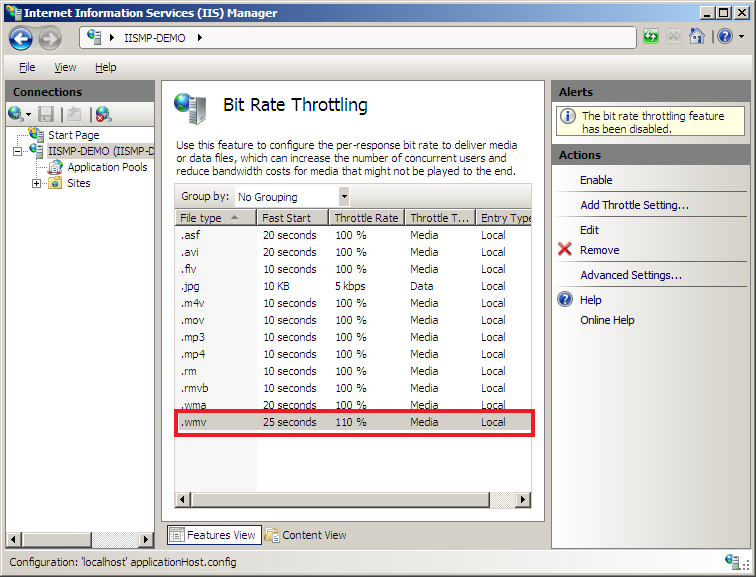 Internet Information Services (IIS) Manager
IISMP-DEMO
File View Help
Connections
Start Page
IISMP-DEMO (IISMP-D
Application Pools
Sites
Bit Rate Throttling
Use this feature to configure the per-response bit rate to deliver media
or data files, which can increase the number of concurrent users and
reduce bandwidth costs for media that might not be played to the end.
Group by: No Grouping
File type Fast Start Throttle Rate Throttle T... Entry Type
.asf 20 seconds 100 % Media Local
.avi 20 seconds 100 % Media Local
.flv 10 seconds 100 % Media Local
.jpg 10 KB 5 kbps Data Local
.m4v 10 seconds 100 % Media Local
.mov 10 seconds 100 % Media Local
.mp3 10 seconds 100 % Media Local
.mp4 10 seconds 100 % Media Local
.rm 10 seconds 100 % Media Local
.rmvb 10 seconds 100 % Media Local
.wma 20 seconds 100 % Media Local
.wmv 25 seconds 110 % Media Local
Features View Content View
Alerts
The bit rate throttling feature
has been disabled.
Actions
Enable
Add Throttle Setting...
Edit
Remove
Advanced Settings...
Help
Online Help
Configuration: 'localhost' applicationHost.config